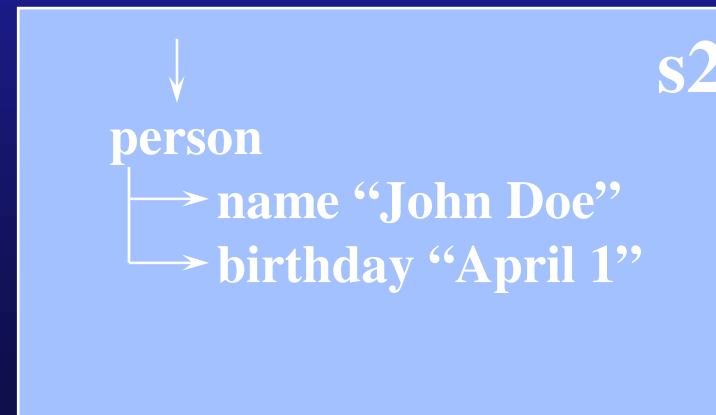 s2
person
name “John Doe”
birthday “April 1”